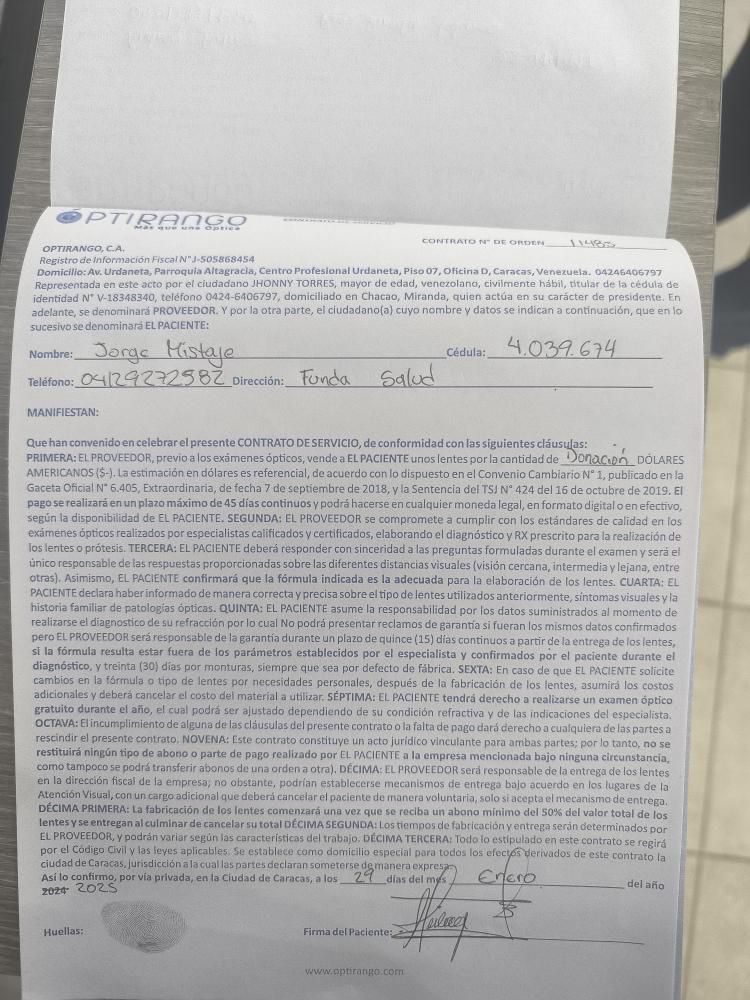 OPTIRANGO
Más que una Óptica
CONTRATO DE SERVICIO
CONTRATO N° DE ORDEN 11485
OPTIRANGO, C.A.
Registro de Información Fiscal N°J-505868454
Domicilio: Av. Urdaneta, Parroquia Altagracia, Centro Profesional Urdaneta, Piso 07, Oficina D, Caracas, Venezuela. 04246406797
Representada en este acto por el ciudadano JHONNY TORRES, mayor de edad, venezolano, civilmente hábil, titular de la cédula de
identidad N° V-18348340, teléfono 0424-6406797, domiciliado en Chacao, Miranda, quien actúa en su carácter de presidente. En
adelante, se denominará PROVEEDOR. Y por la otra parte, el ciudadano(a) cuyo nombre y datos se indican a continuación, que en lo
sucesivo se denominará EL PACIENTE:
Nombre: Jorge Mistaje Cédula: 4.039.674
Teléfono: 04129272582 Dirección: Funda Salud
MANIFIESTAN:
Que han convenido en celebrar el presente CONTRATO DE SERVICIO, de conformidad con las siguientes cláusulas:
PRIMERA: EL PROVEEDOR, previo a los exámenes ópticos, vende a EL PACIENTE unos lentes por la cantidad de Donación DÓLARES
AMERICANOS ($-). La estimación en dólares es referencial, de acuerdo con lo dispuesto en el Convenio Cambiario N° 1, publicado en la
Gaceta Oficial N° 6.405, Extraordinaria, de fecha 7 de septiembre de 2018, y la Sentencia del TSJ N° 424 del 16 de octubre de 2019. El
pago se realizará en un plazo máximo de 45 días continuos y podrá hacerse en cualquier moneda legal, en formato digital o en efectivo,
según la disponibilidad de EL PACIENTE. SEGUNDA: EL PROVEEDOR se compromete a cumplir con los estándares de calidad en los
exámenes ópticos realizados por especialistas calificados y certificados, elaborando el diagnóstico y RX prescrito para la realización de
los lentes o prótesis. TERCERA: EL PACIENTE deberá responder con sinceridad a las preguntas formuladas durante el examen y será el
único responsable de las respuestas proporcionadas sobre las diferentes distancias visuales (visión cercana, intermedia y lejana, entre
otras). Asimismo, EL PACIENTE confirmará que la fórmula indicada es la adecuada para la elaboración de los lentes. CUARTA: EL
PACIENTE declara haber informado de manera correcta y precisa sobre el tipo de lentes utilizados anteriormente, síntomas visuales y la
historia familiar de patologías ópticas. QUINTA: EL PACIENTE asume la responsabilidad por los datos suministrados al momento de
realizarse el diagnostico de su refracción por lo cual No podrá presentar reclamos de garantía si fueran los mismos datos confirmados
pero EL PROVEEDOR será responsable de la garantía durante un plazo de quince (15) días continuos a partir de la entrega de los lentes,
si la fórmula resulta estar fuera de los parámetros establecidos por el especialista y confirmados por el paciente durante el
diagnóstico, y treinta (30) días por monturas, siempre que sea por defecto de fábrica. SEXTA: En caso de que EL PACIENTE solicite
cambios en la fórmula o tipo de lentes por necesidades personales, después de la fabricación de los lentes, asumirá los costos
adicionales y deberá cancelar el costo del material a utilizar. SÉPTIMA: EL PACIENTE tendrá derecho a realizarse un examen óptico
gratuito durante el año, el cual podrá ser ajustado dependiendo de su condición refractiva y de las indicaciones del especialista.
OCTAVA: El incumplimiento de alguna de las cláusulas del presente contrato o la falta de pago dará derecho a cualquiera de las partes a
rescindir el presente contrato. NOVENA: Este contrato constituye un acto jurídico vinculante para ambas partes; por lo tanto, no se
restituirá ningún tipo de abono o parte de pago realizado por EL PACIENTE a la empresa mencionada bajo ninguna circunstancia,
como tampoco se podrá transferir abonos de una orden a otra). DÉCIMA: EL PROVEEDOR será responsable de la entrega de los lentes
en la dirección fiscal de la empresa; no obstante, podrían establecerse mecanismos de entrega bajo acuerdo en los lugares de la
Atención Visual, con un cargo adicional que deberá cancelar el paciente de manera voluntaria, solo si acepta el mecanismo de entrega.
DÉCIMA PRIMERA: La fabricación de los lentes comenzará una vez que se reciba un abono mínimo del 50% del valor total de los
lentes y se entregan al culminar de cancelar su total DÉCIMA SEGUNDA: Los tiempos de fabricación y entrega serán determinados por
EL PROVEEDOR, y podrán variar según las características del trabajo. DÉCIMA TERCERA: Todo lo estipulado en este contrato se regirá
por el Código Civil y las leyes aplicables. Se establece como domicilio especial para todos los efectos derivados de este contrato la
ciudad de Caracas, jurisdicción a la cual las partes declaran someterse de manera expresa.
Así lo confirmo, por vía privada, en la Ciudad de Caracas, a los 29 días del mes Enero del año
2024- 2025
Huellas: Firma del Paciente:
www.optirango.com